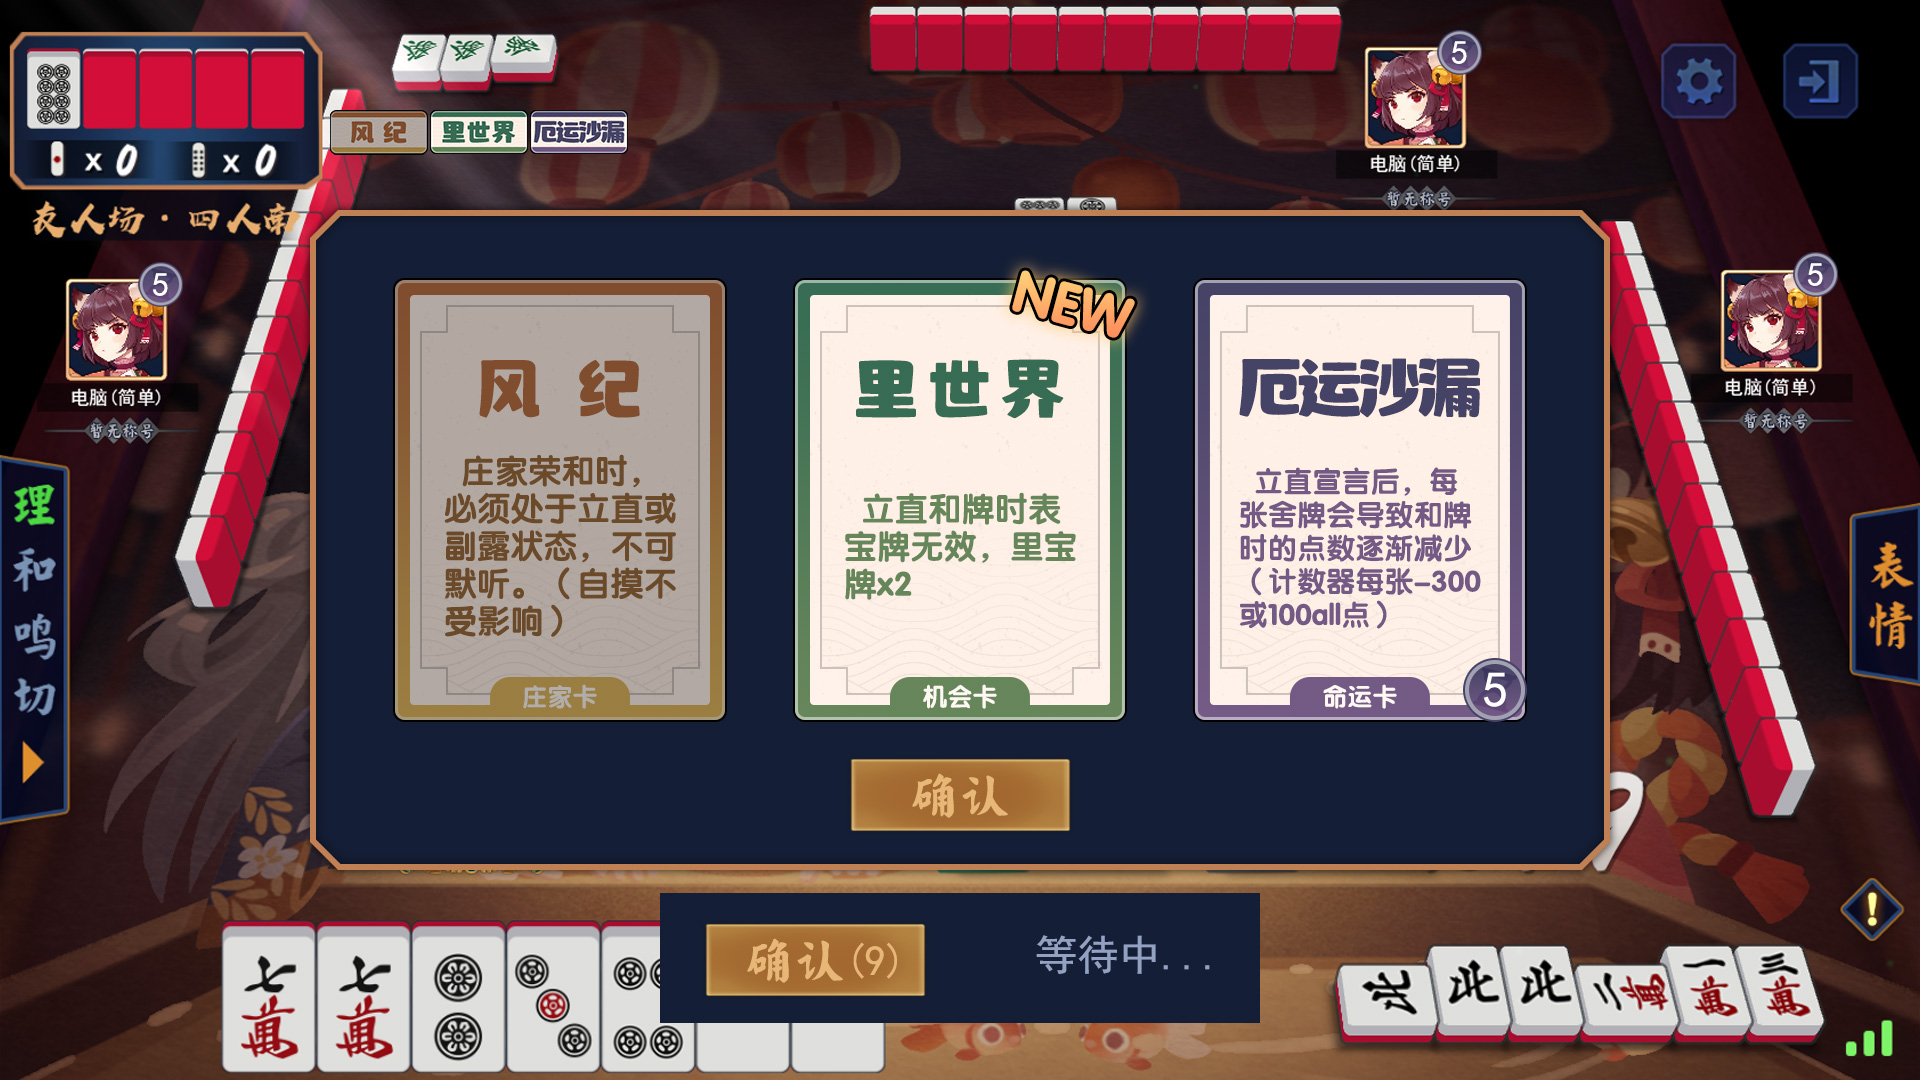 x 0
x 0
友人场·四人南
风纪
里世界
厄运沙漏
5
电脑(简单)
暂无称号
5
电脑(简单)
暂无称号
5
电脑(简单)
暂无称号
理
和
鸣
切
表
情
NEW
风纪
庄家荣和时，
必须处于立直或
副露状态，不可
默听。（自摸不
受影响）
庄家卡
里世界
立直和牌时表
宝牌无效，里宝
牌x2
机会卡
厄运沙漏
立直宣言后，每
张舍牌会导致和牌
时的点数逐渐减少
（计数器每张-300
或100all点）
命运卡
5
确认
确认(9)
等待中...
發
發
發
七萬
七萬
北
北
北
二萬
一萬
三萬
!